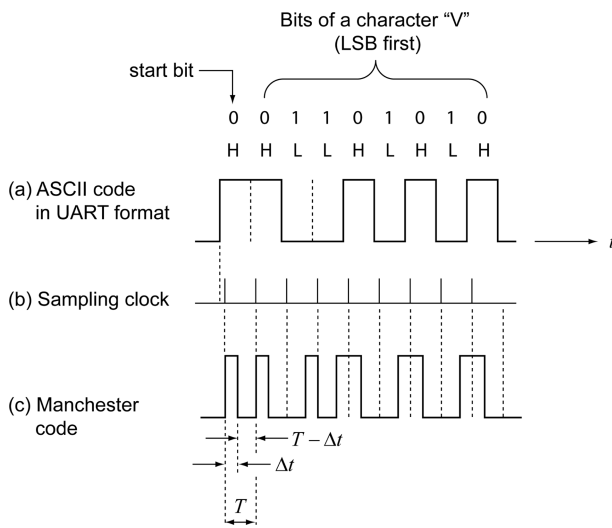 Bits of a character “V”
(LSB first)
start bit
0 0 1 1 0 1 0 1 0
H H L L H L H L H
(a) ASCII code
in UART format
t
(b) Sampling clock
(c) Manchester
code
T − Δt
Δt
T